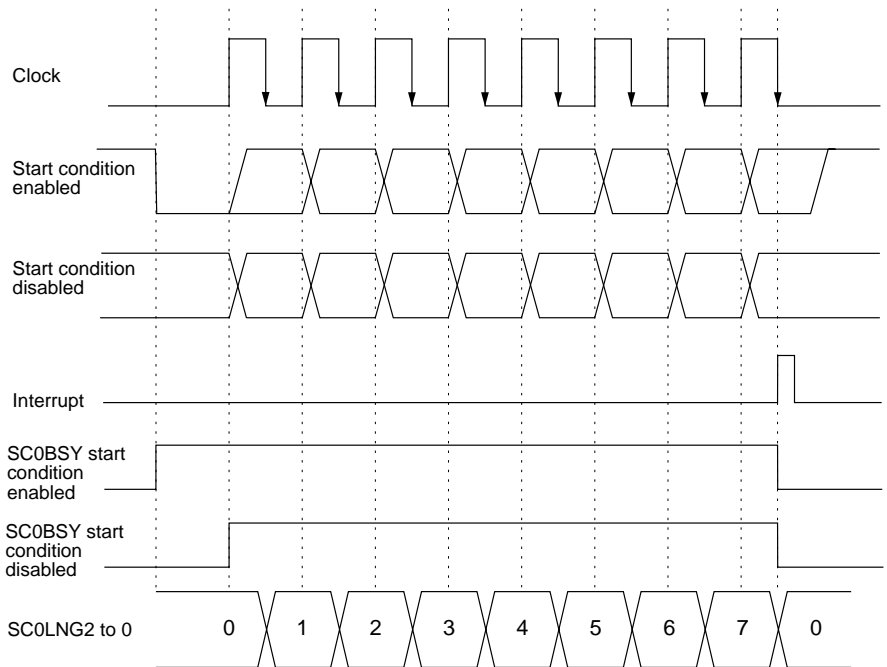 Clock
Start condition
enabled
Start condition
disabled
Interrupt
SC0BSY start
condition
enabled
SC0BSY start
condition
disabled
SC0LNG2 to 0 0 1 2 3 4 5 6 7 0